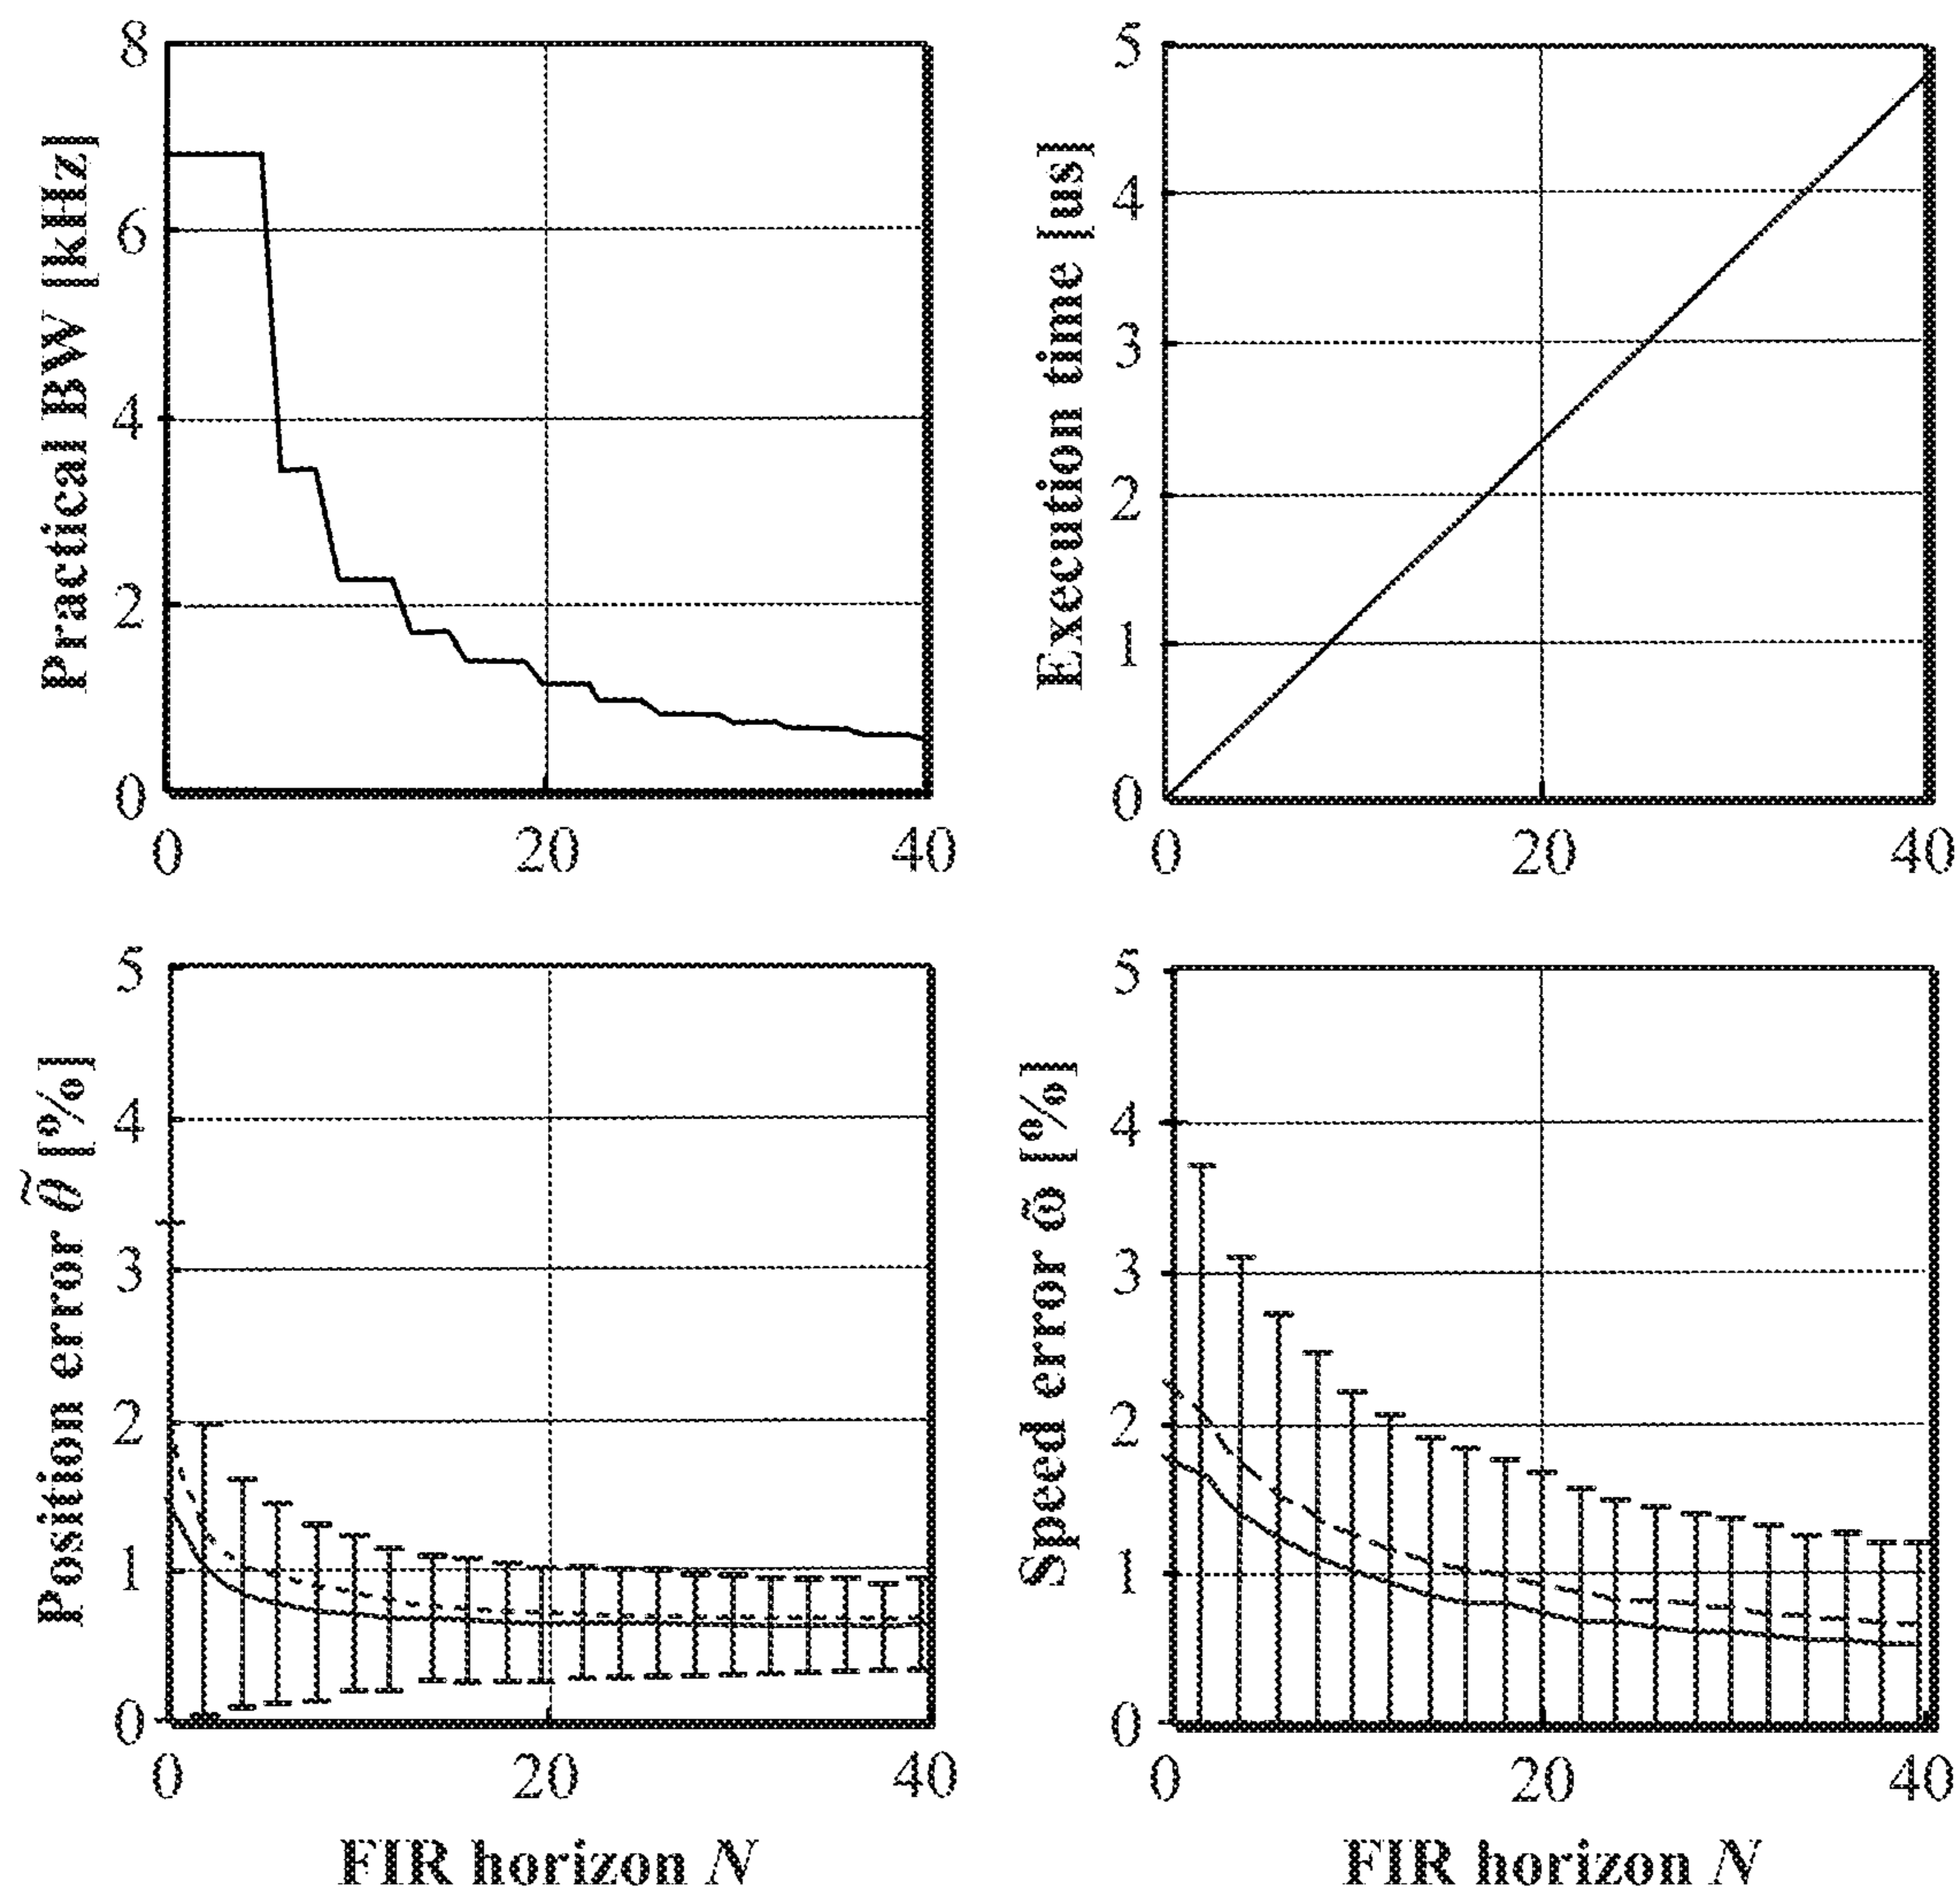 Practical BW [kHz]
8
6
4
2
0
0 20 40
Execution time [us]
5
4
3
2
1
0
0 20 40
Position error θ̃ [%]
5
4
3
2
1
0
0 20 40
FIR horizon N
Speed error ω̃ [%]
5
4
3
2
1
0
0 20 40
FIR horizon N